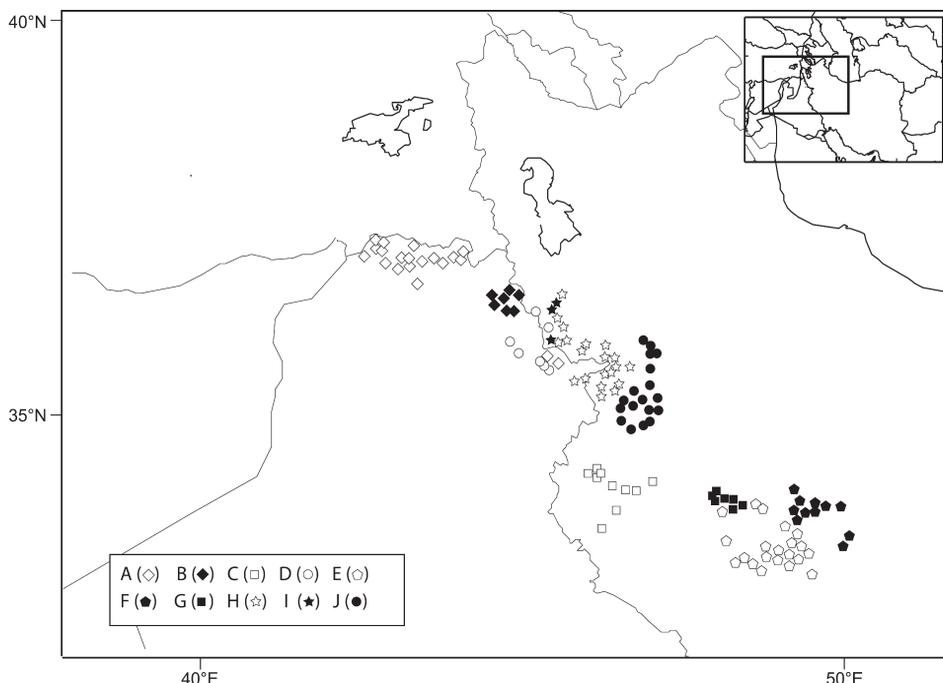 40°N
35°N
A (◇) B (◆) C (□) D (○) E (⬠)
F (⬟) G (■) H (☆) I (★) J (●)
40°E 50°E